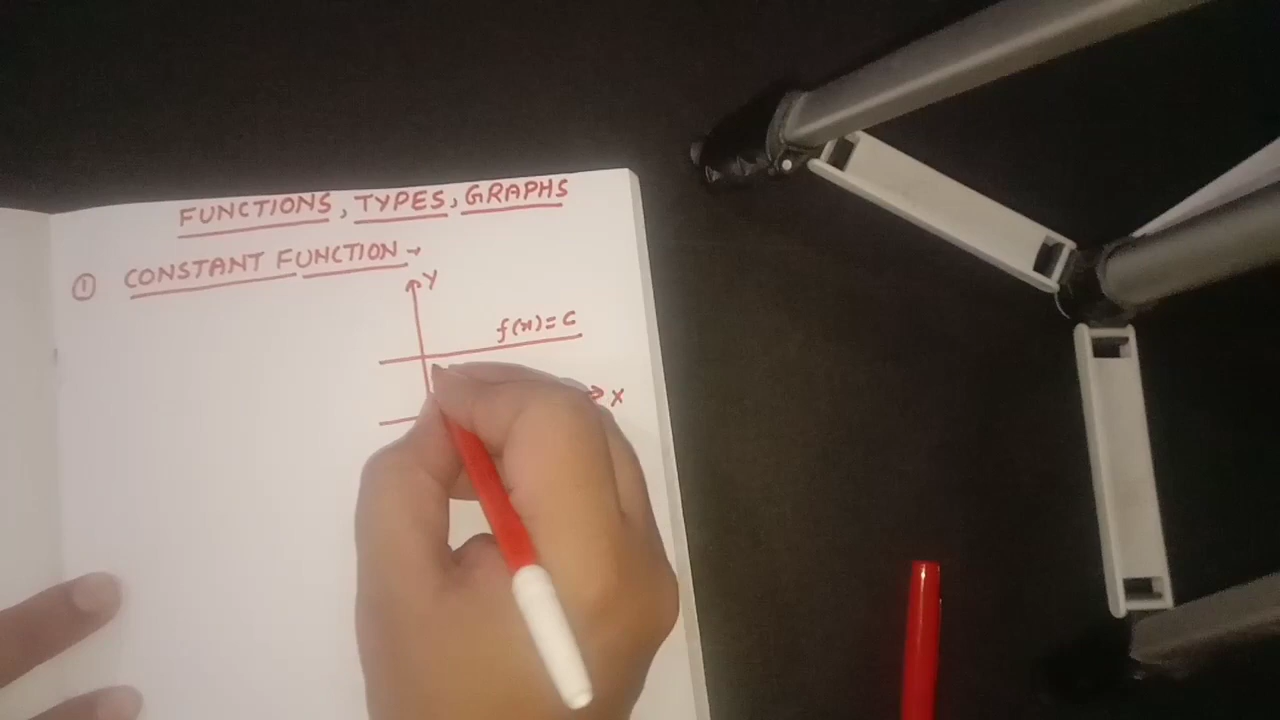 FUNCTIONS, TYPES, GRAPHS
① CONSTANT FUNCTION →
Y
f(x)=C
X